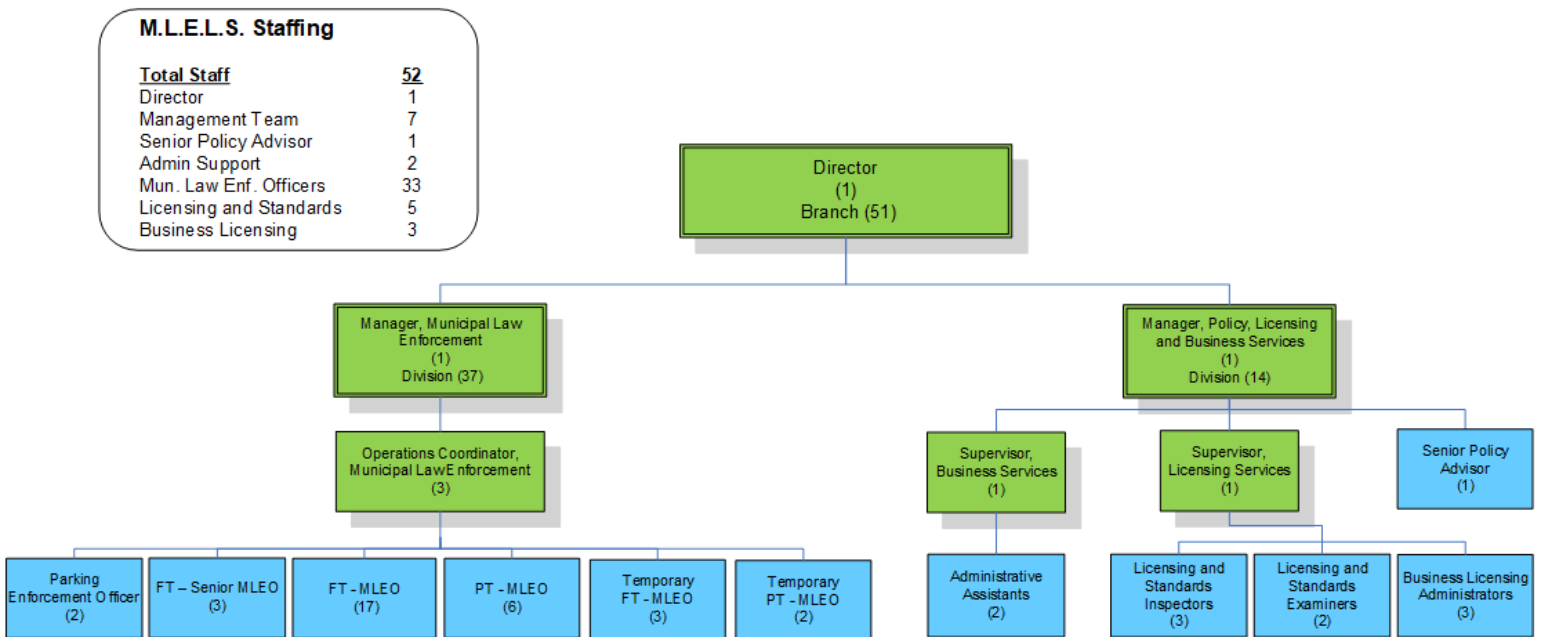 M.L.E.L.S. Staffing
Total Staff 52
Director 1
Management Team 7
Senior Policy Advisor 1
Admin Support 2
Mun. Law Enf. Officers 33
Licensing and Standards 5
Business Licensing 3
Director
(1)
Branch (51)
Manager, Municipal Law
Enforcement
(1)
Division (37)
Manager, Policy, Licensing
and Business Services
(1)
Division (14)
Operations Coordinator,
Municipal Law Enforcement
(3)
Supervisor,
Business Services
(1)
Supervisor,
Licensing Services
(1)
Senior Policy
Advisor
(1)
Parking
Enforcement Officer
(2)
FT – Senior MLEO
(3)
FT - MLEO
(17)
PT - MLEO
(6)
Temporary
FT - MLEO
(3)
Temporary
PT - MLEO
(2)
Administrative
Assistants
(2)
Licensing and
Standards
Inspectors
(3)
Licensing and
Standards
Examiners
(2)
Business Licensing
Administrators
(3)